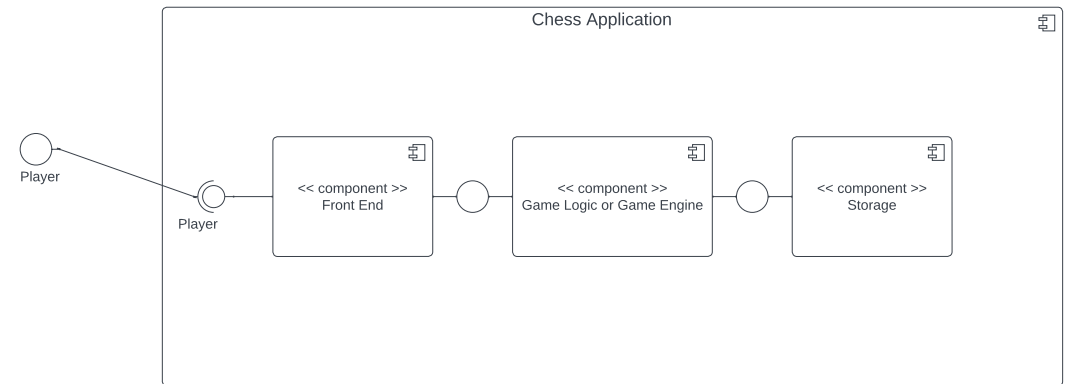 Chess Application
Player
Player
<< component >>
Front End
<< component >>
Game Logic or Game Engine
<< component >>
Storage